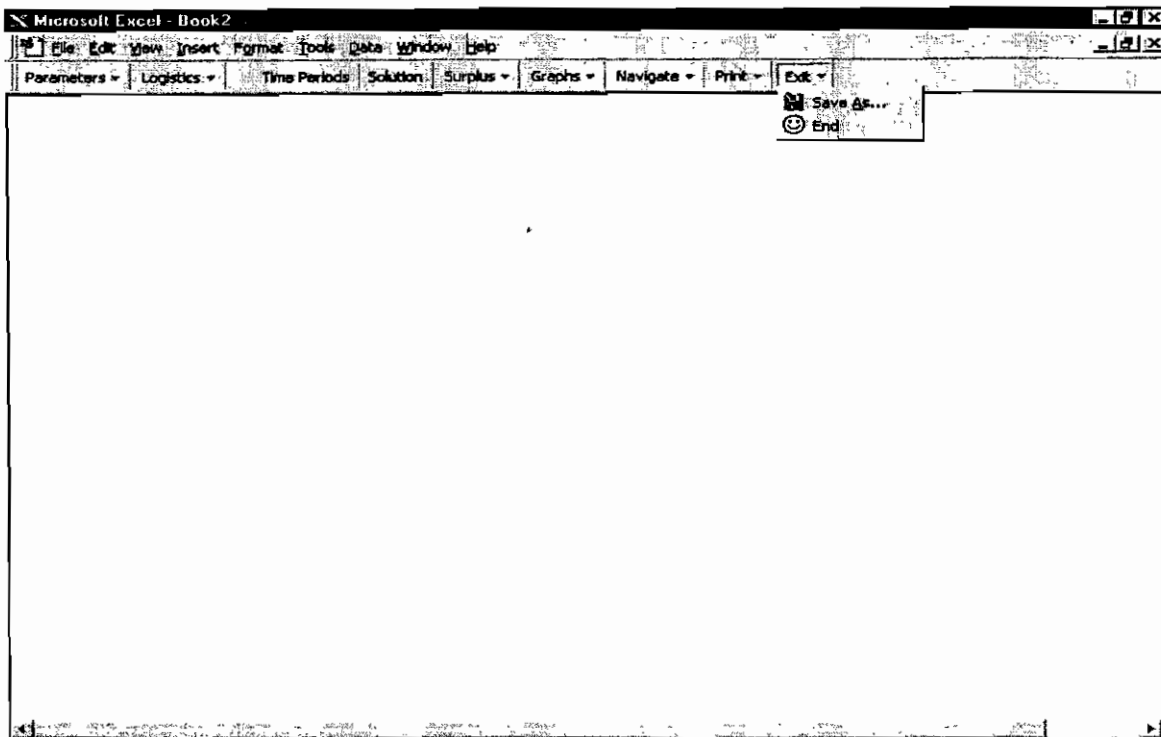 Microsoft Excel - Book2
File Edit View Insert Format Tools Data Window Help
Parameters Logistics Time Periods Solution Surplus Graphs Navigate Print Exit
Save As...
End